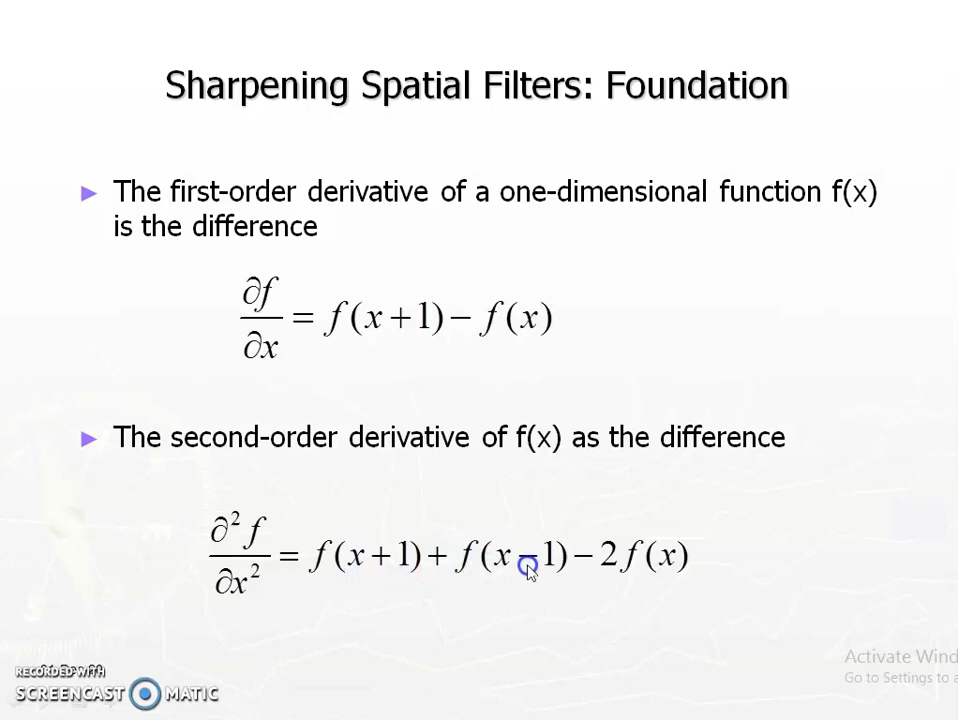 Sharpening Spatial Filters: Foundation
► The first-order derivative of a one-dimensional function f(x)
is the difference
∂f/∂x = f(x+1) − f(x)
► The second-order derivative of f(x) as the difference
∂²f/∂x² = f(x+1) + f(x−1) − 2f(x)
Activate Wind
Go to Settings to a
RECORDED WITH
SCREENCAST MATIC